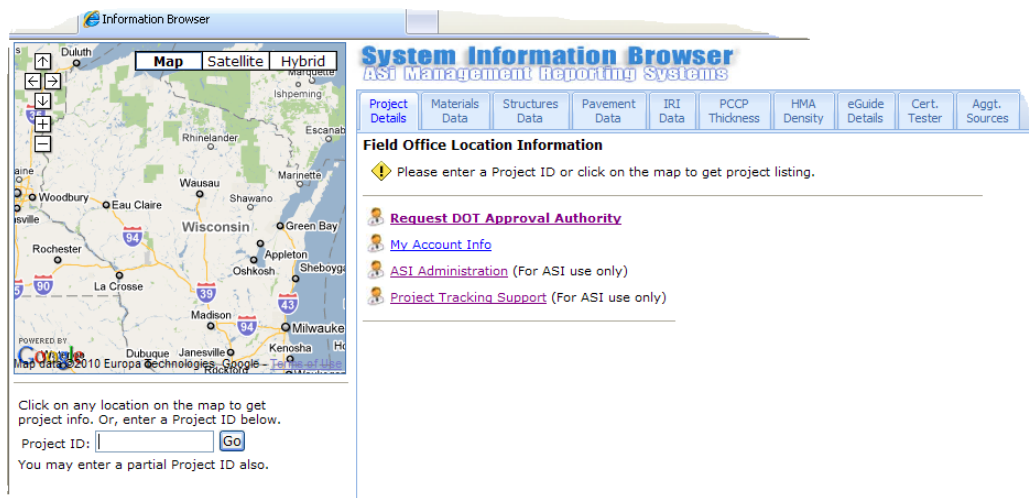 Information Browser
Duluth
Map Satellite Hybrid
Marquette
Ishpeming
Escanab
Rhinelander
Wausau
Marinette
aine
Woodbury
Eau Claire
Shawano
sville
Wisconsin
Green Bay
94
Rochester
Appleton
Oshkosh
Sheboyga
90
La Crosse
39
43
Madison
94
Milwauke
POWERED BY
Google
Dubuque
Janesville
Kenosha
Map data ©2010 Europa Technologies, Google - Terms of Use
Rockford
Click on any location on the map to get
project info. Or, enter a Project ID below.
Project ID: Go
You may enter a partial Project ID also.
System Information Browser
ASI Management Reporting Systems
Project Details
Materials Data
Structures Data
Pavement Data
IRI Data
PCCP Thickness
HMA Density
eGuide Details
Cert. Tester
Aggt. Sources
Field Office Location Information
Please enter a Project ID or click on the map to get project listing.
Request DOT Approval Authority
My Account Info
ASI Administration (For ASI use only)
Project Tracking Support (For ASI use only)